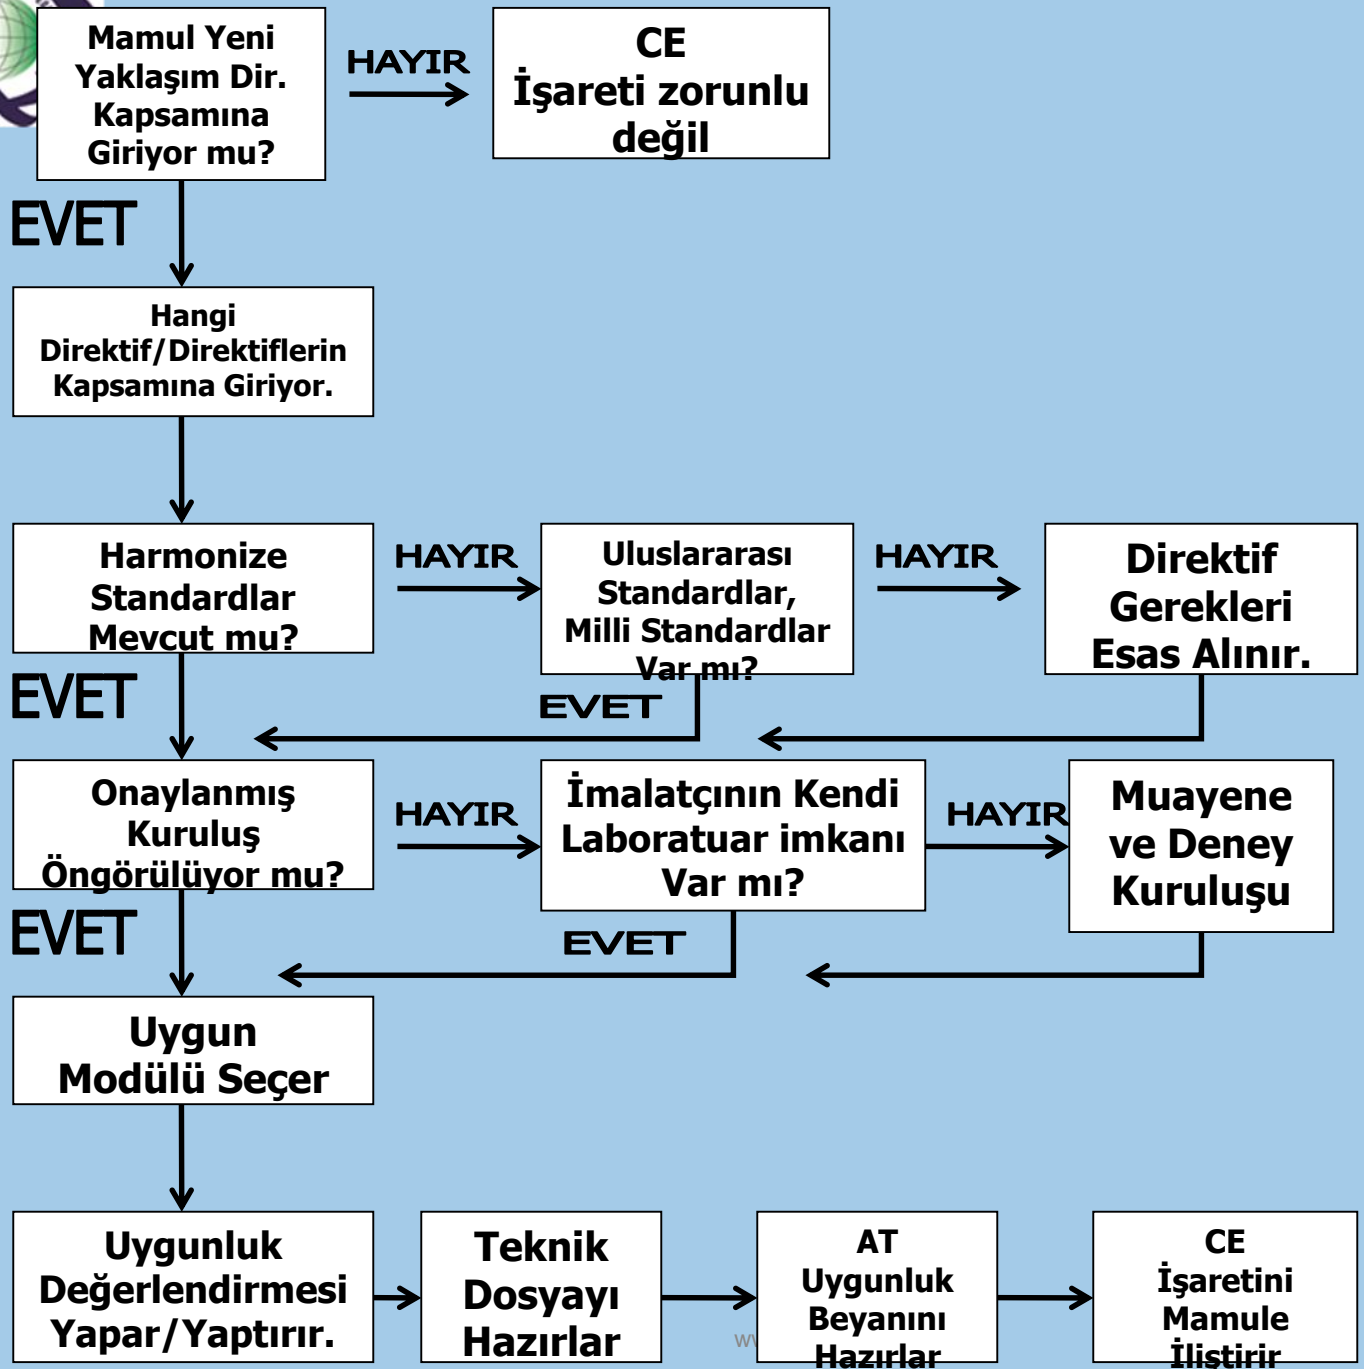 Mamul Yeni
Yaklaşım Dir.
Kapsamına
Giriyor mu?
HAYIR
CE
İşareti zorunlu
değil
EVET
Hangi
Direktif/Direktiflerin
Kapsamına Giriyor.
Harmonize
Standardlar
Mevcut mu?
HAYIR
Uluslararası
Standardlar,
Milli Standardlar
Var mı?
HAYIR
Direktif
Gerekleri
Esas Alınır.
EVET
EVET
Onaylanmış
Kuruluş
Öngörülüyor mu?
HAYIR
İmalatçının Kendi
Laboratuar imkanı
Var mı?
HAYIR
Muayene
ve Deney
Kuruluşu
EVET
EVET
Uygun
Modülü Seçer
Uygunluk
Değerlendirmesi
Yapar/Yaptırır.
Teknik
Dosyayı
Hazırlar
AT
Uygunluk
Beyanını
Hazırlar
CE
İşaretini
Mamule
İliştirir